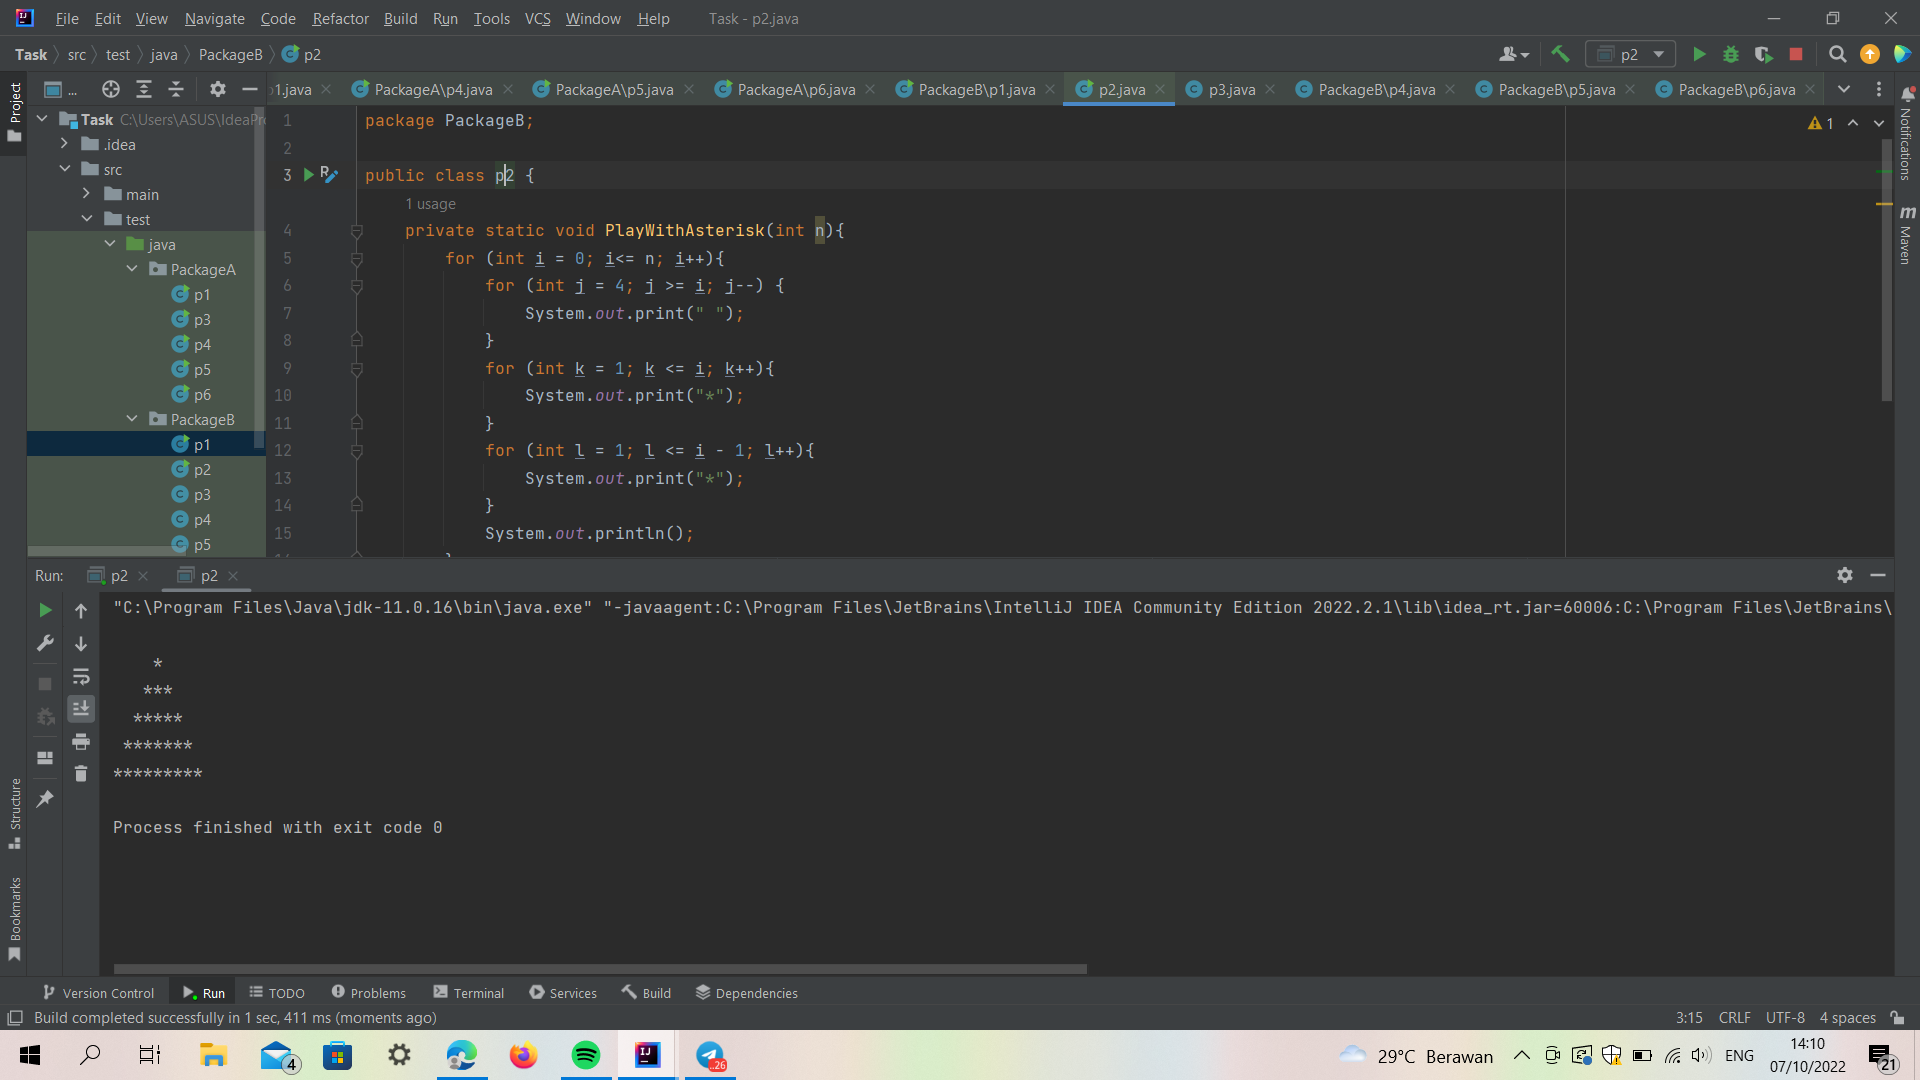 File Edit View Navigate Code Refactor Build Run Tools VCS Window Help Task - p2.java
Task src test java PackageB p2
p2
Project
... 1.java PackageA\p4.java PackageA\p5.java PackageA\p6.java PackageB\p1.java p2.java p3.java PackageB\p4.java PackageB\p5.java PackageB\p6.java
Task C:\Users\ASUS\IdeaPr
.idea
src
main
test
java
PackageA
p1
p3
p4
p5
p6
PackageB
p1
p2
p3
p4
p5
1 package PackageB;
2
3 public class p2 {
1 usage
4 private static void PlayWithAsterisk(int n){
5 for (int i = 0; i<= n; i++){
6 for (int j = 4; j >= i; j--) {
7 System.out.print(" ");
8 }
9 for (int k = 1; k <= i; k++){
10 System.out.print("*");
11 }
12 for (int l = 1; l <= i - 1; l++){
13 System.out.print("*");
14 }
15 System.out.println();
1
Notifications
Maven
Run: p2 p2
"C:\Program Files\Java\jdk-11.0.16\bin\java.exe" "-javaagent:C:\Program Files\JetBrains\IntelliJ IDEA Community Edition 2022.2.1\lib\idea_rt.jar=60006:C:\Program Files\JetBrains\
*
***
*****
*******
*********
Process finished with exit code 0
Structure
Bookmarks
Version Control Run TODO Problems Terminal Services Build Dependencies
Build completed successfully in 1 sec, 411 ms (moments ago) 3:15 CRLF UTF-8 4 spaces
4 ..26 29°C Berawan ENG 14:10
07/10/2022 21